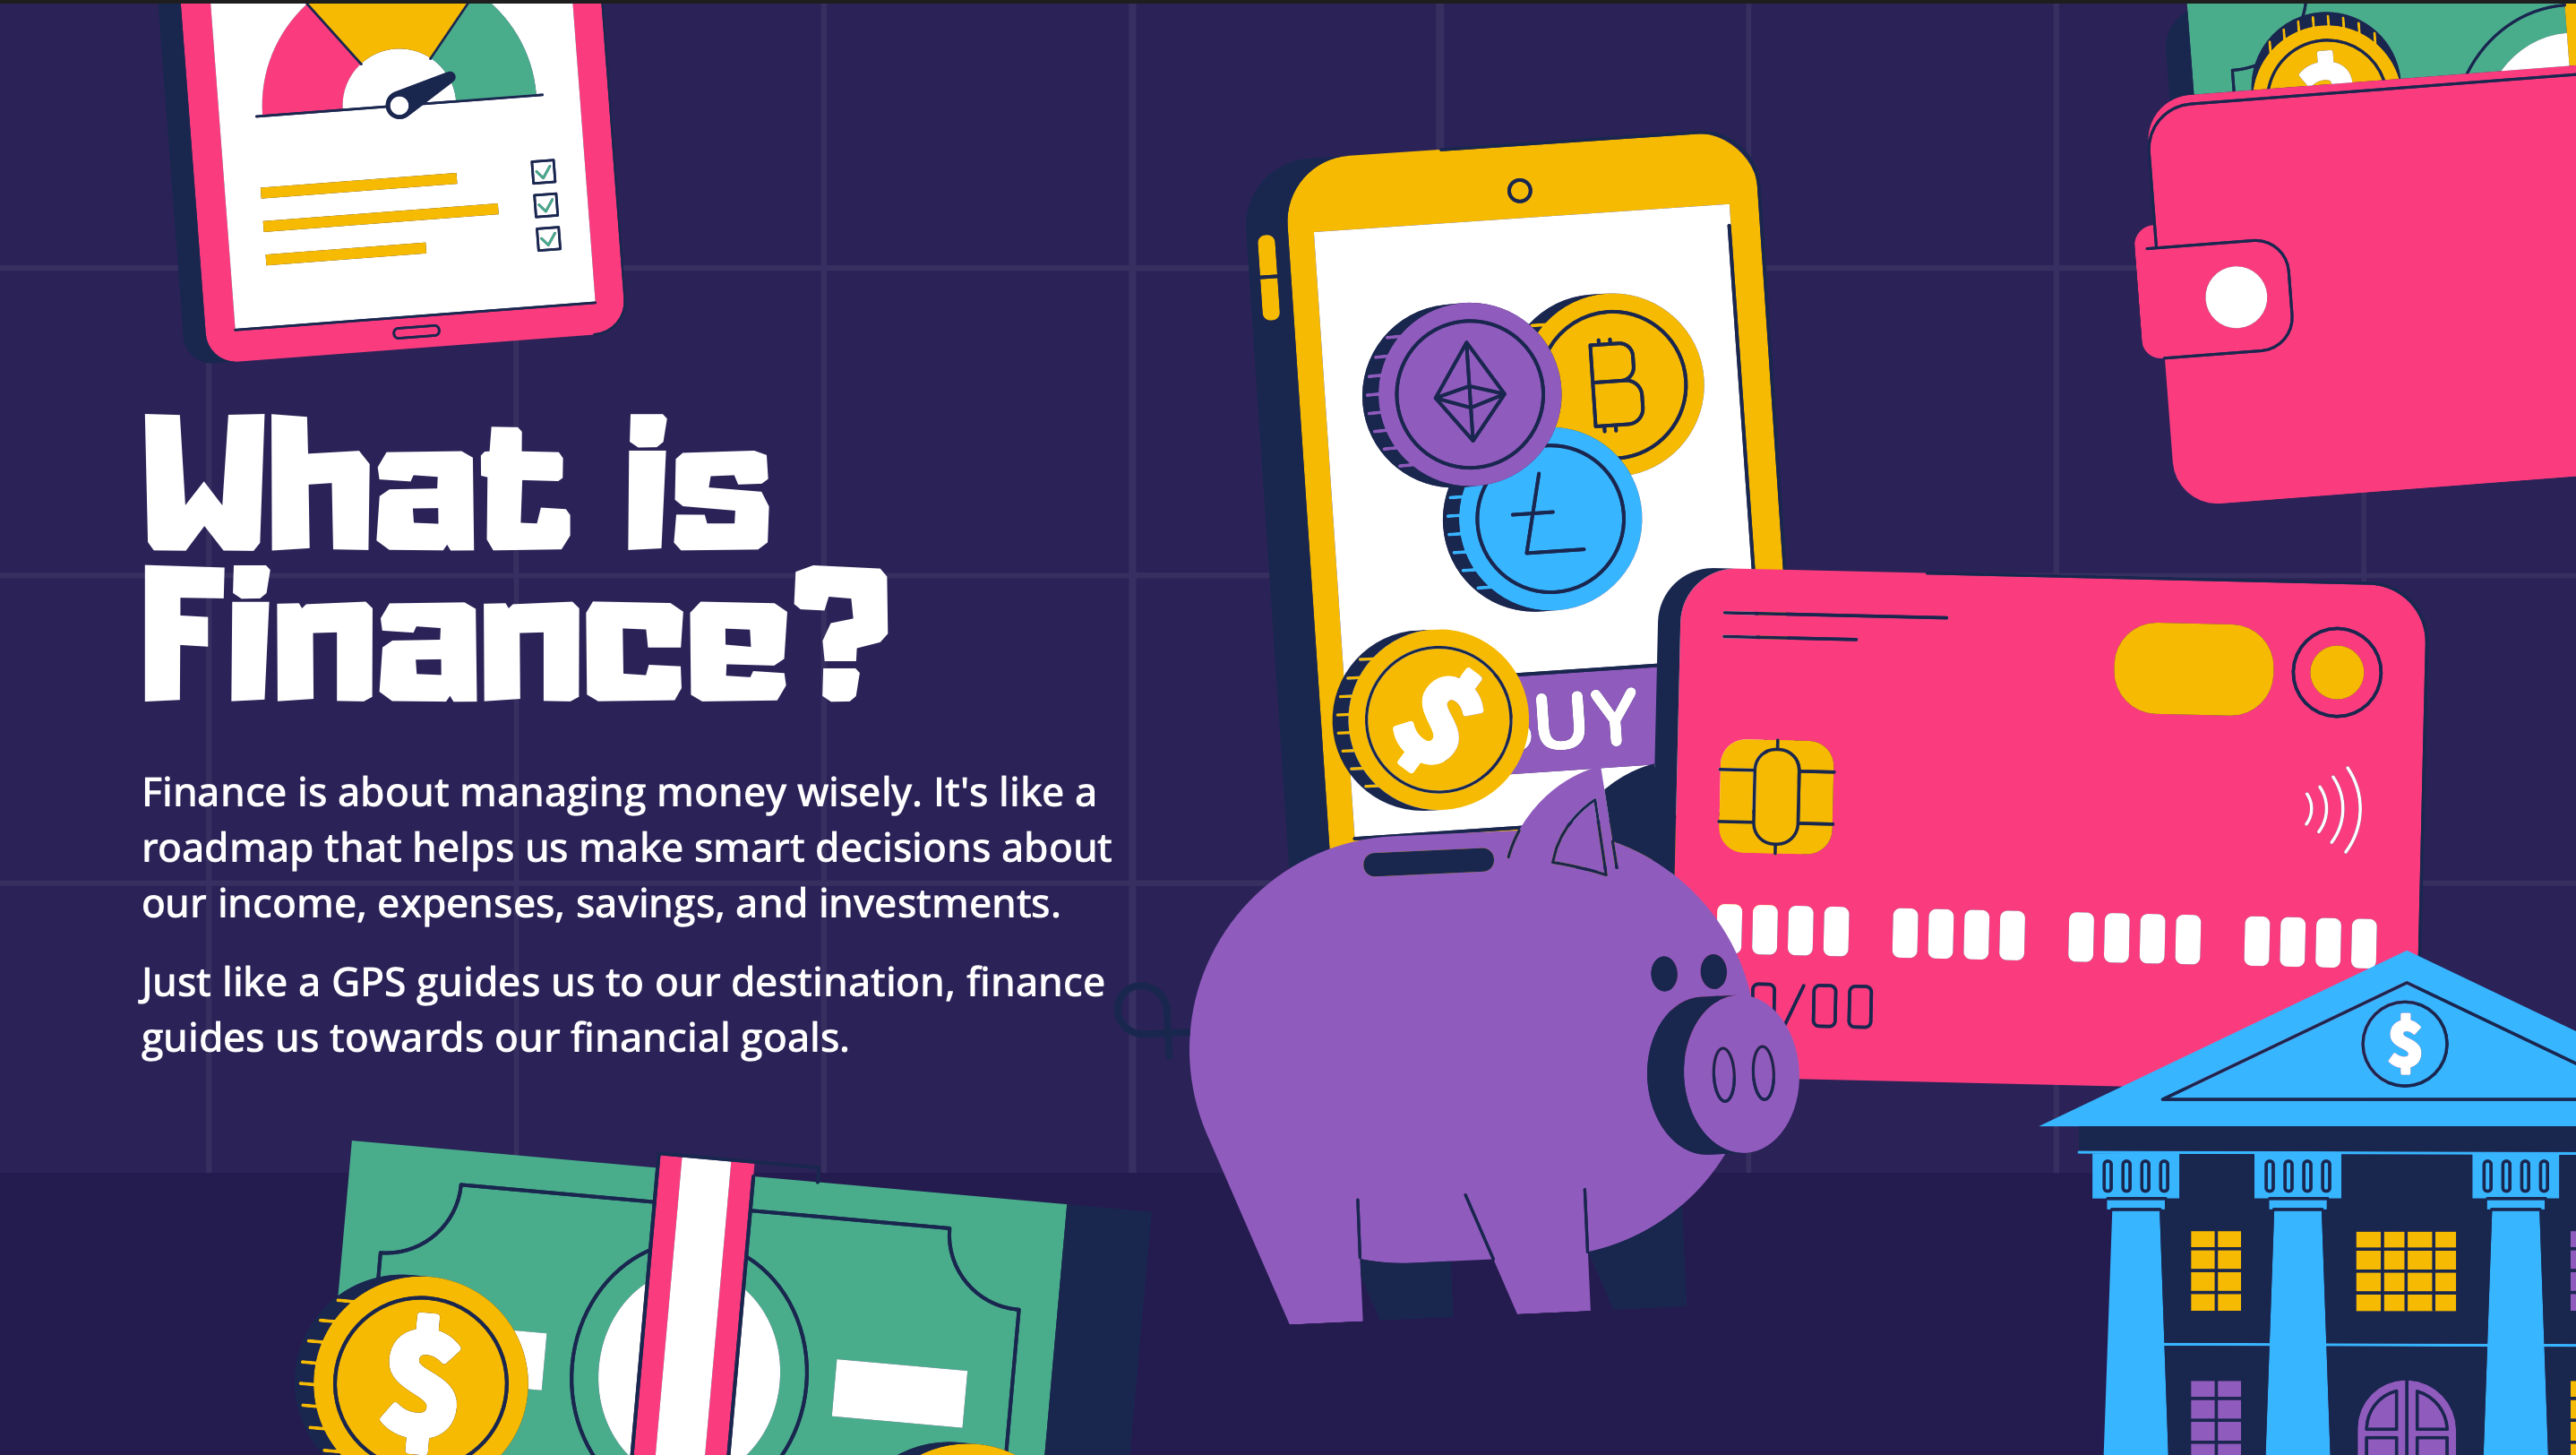 What is
Finance?
Finance is about managing money wisely. It's like a
roadmap that helps us make smart decisions about
our income, expenses, savings, and investments.
Just like a GPS guides us to our destination, finance
guides us towards our financial goals.
BUY
$
/00
$
$